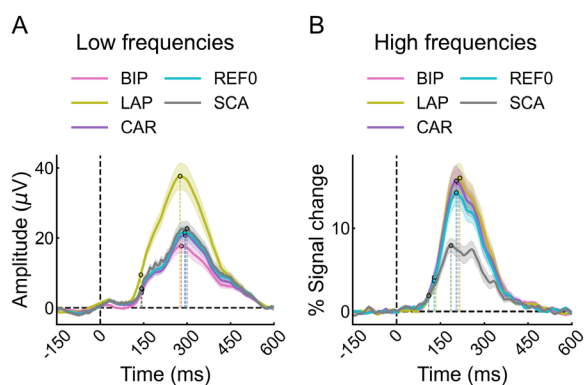 A
Low frequencies
BIP
REF0
LAP
SCA
CAR
Amplitude (μV)
40
20
0
-150
0
150
300
450
600
Time (ms)
B
High frequencies
BIP
REF0
LAP
SCA
CAR
% Signal change
10
0
-150
0
150
300
450
600
Time (ms)